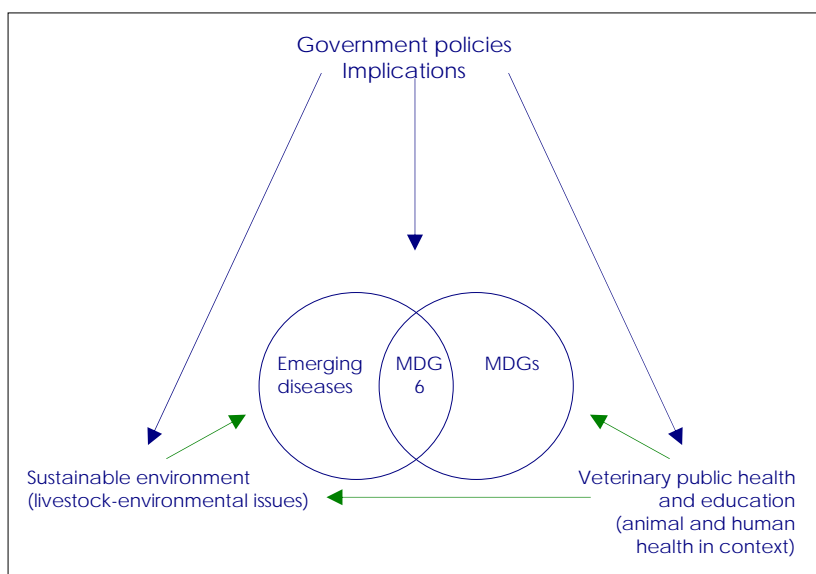 Government policies
Implications
Emerging
diseases
MDG
6
MDGs
Sustainable environment
(livestock-environmental issues)
Veterinary public health
and education
(animal and human
health in context)